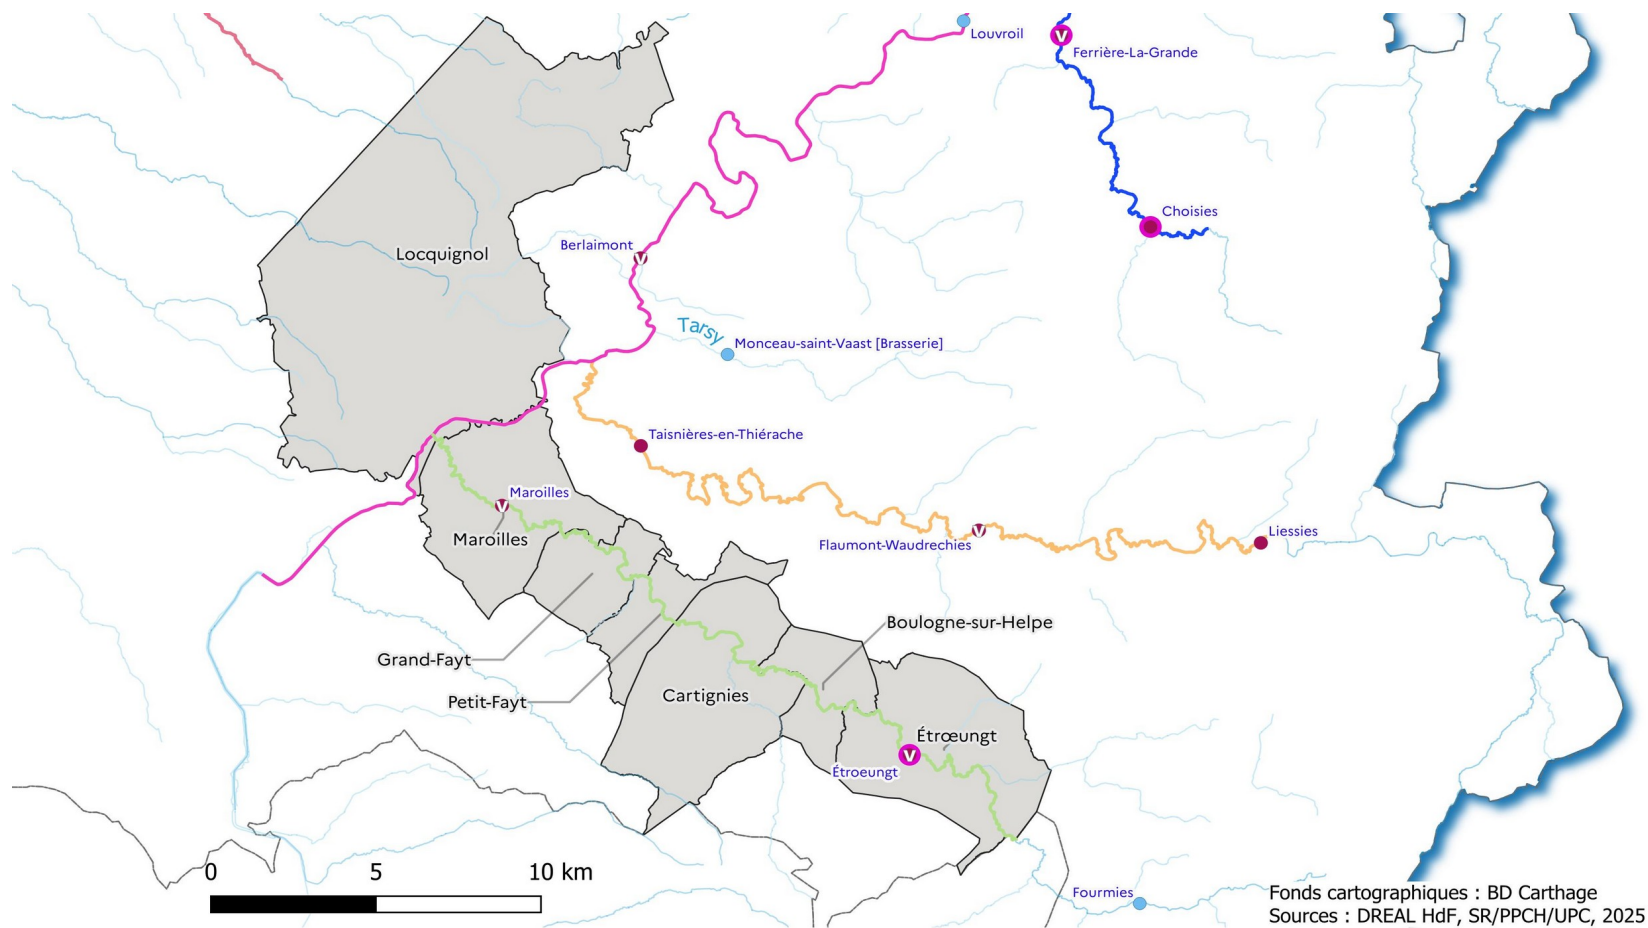 Louvroil
V
Ferrière-La-Grande
Choisies
Berlaimont
V
Locquignol
Tarsy
Monceau-saint-Vaast [Brasserie]
Taisnières-en-Thiérache
Maroilles
V
Maroilles
V
Flaumont-Waudrechies
Liessies
Boulogne-sur-Helpe
Grand-Fayt
Petit-Fayt
Cartignies
Étrœungt
V
Étroeungt
0 5 10 km
Fourmies
Fonds cartographiques : BD Carthage
Sources : DREAL HdF, SR/PPCH/UPC, 2025